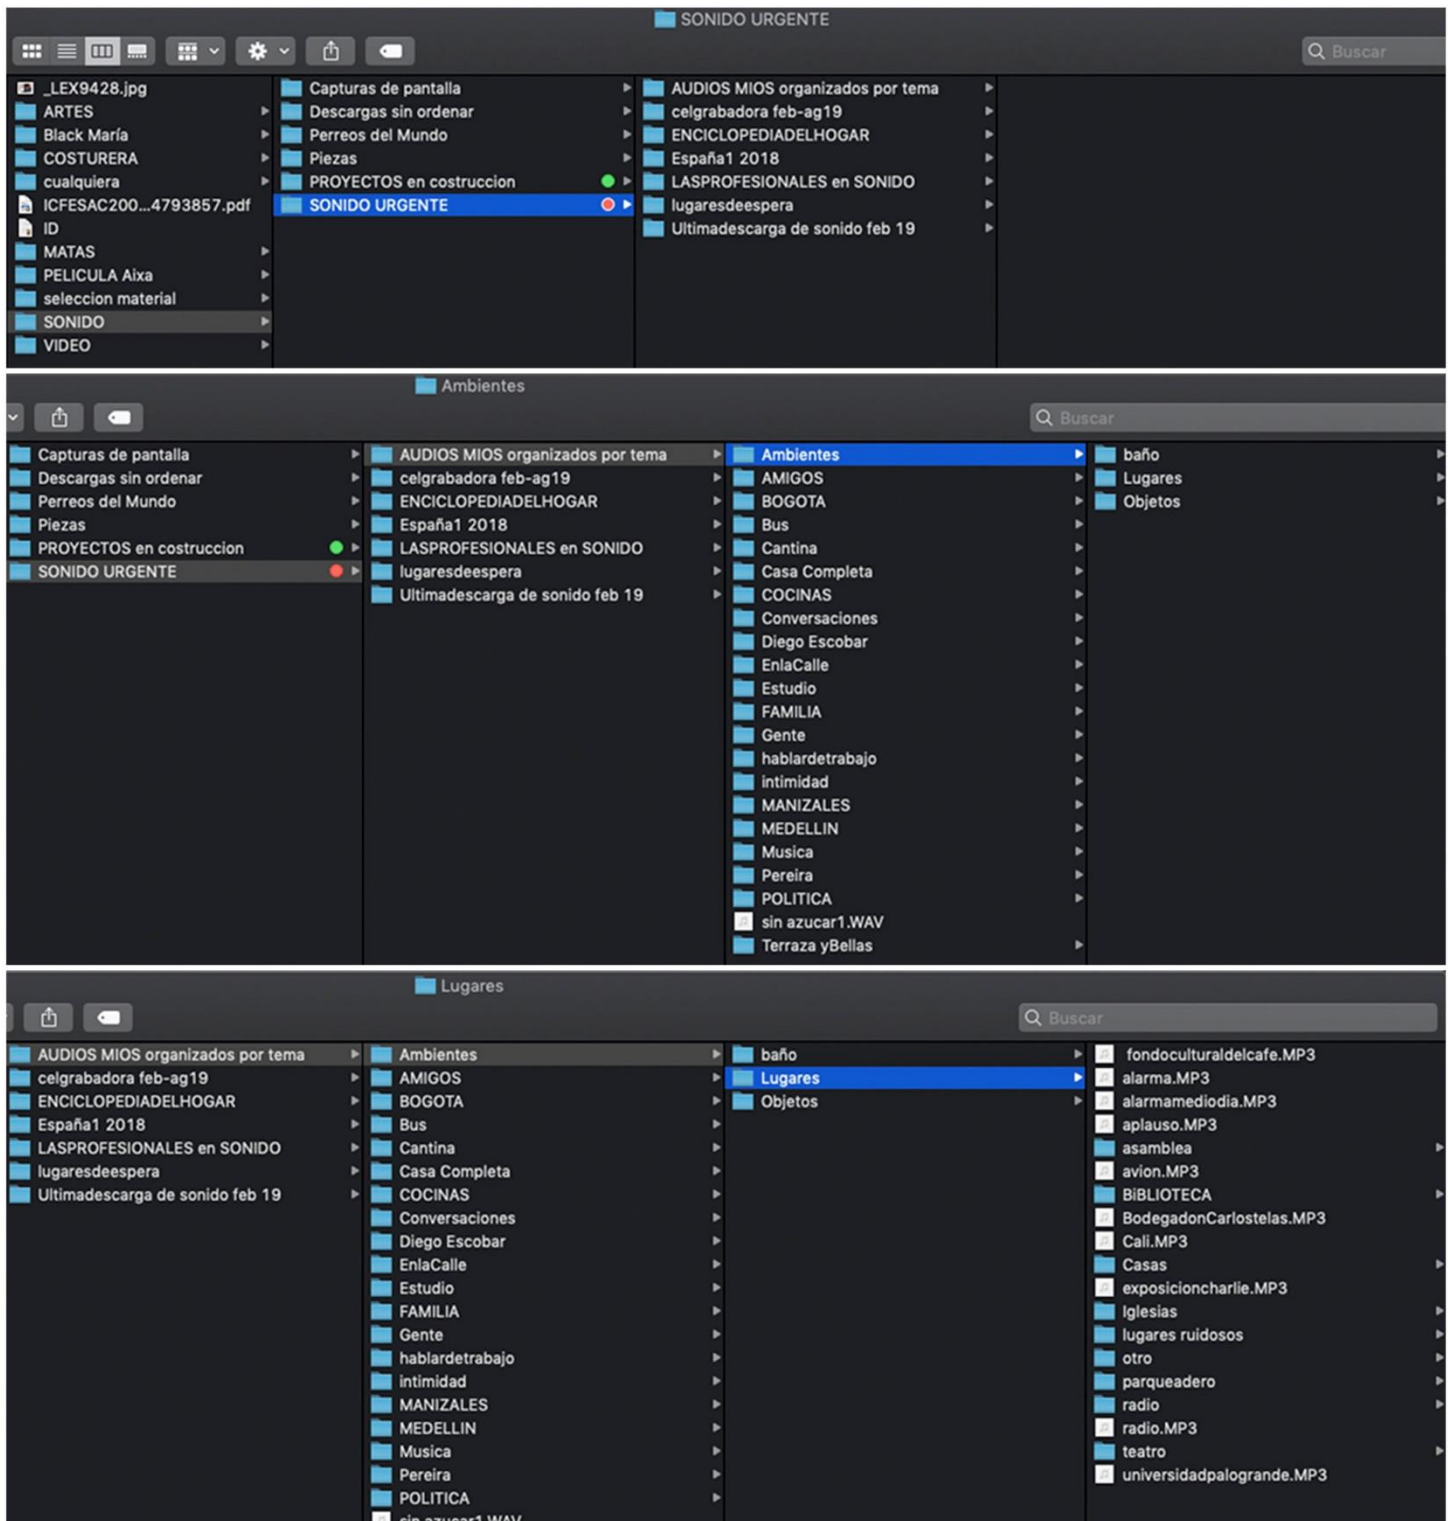 SONIDO URGENTE
Buscar
_LEX9428.jpg
ARTES
Black María
COSTURERA
cualquiera
ICFESAC200...4793857.pdf
ID
MATAS
PELICULA Aixa
seleccion material
SONIDO
VIDEO
Capturas de pantalla
Descargas sin ordenar
Perreos del Mundo
Piezas
PROYECTOS en costruccion
SONIDO URGENTE
AUDIOS MIOS organizados por tema
celgrabadora feb-ag19
ENCICLOPEDIADELHOGAR
España1 2018
LASPROFESIONALES en SONIDO
lugaresdeespera
Ultimadescarga de sonido feb 19
Ambientes
Buscar
Capturas de pantalla
Descargas sin ordenar
Perreos del Mundo
Piezas
PROYECTOS en costruccion
SONIDO URGENTE
AUDIOS MIOS organizados por tema
celgrabadora feb-ag19
ENCICLOPEDIADELHOGAR
España1 2018
LASPROFESIONALES en SONIDO
lugaresdeespera
Ultimadescarga de sonido feb 19
Ambientes
AMIGOS
BOGOTA
Bus
Cantina
Casa Completa
COCINAS
Conversaciones
Diego Escobar
EnlaCalle
Estudio
FAMILIA
Gente
hablardetrabajo
intimidad
MANIZALES
MEDELLIN
Musica
Pereira
POLITICA
sin azucar1.WAV
Terraza yBellas
baño
Lugares
Objetos
Lugares
Buscar
AUDIOS MIOS organizados por tema
celgrabadora feb-ag19
ENCICLOPEDIADELHOGAR
España1 2018
LASPROFESIONALES en SONIDO
lugaresdeespera
Ultimadescarga de sonido feb 19
Ambientes
AMIGOS
BOGOTA
Bus
Cantina
Casa Completa
COCINAS
Conversaciones
Diego Escobar
EnlaCalle
Estudio
FAMILIA
Gente
hablardetrabajo
intimidad
MANIZALES
MEDELLIN
Musica
Pereira
POLITICA
sin azucar1.WAV
baño
Lugares
Objetos
fondoculturaldelcafe.MP3
alarma.MP3
alarmamediodia.MP3
aplauso.MP3
asamblea
avion.MP3
BiBLIOTECA
BodegadonCarlostelas.MP3
Cali.MP3
Casas
exposicioncharlie.MP3
Iglesias
lugares ruidosos
otro
parqueadero
radio
radio.MP3
teatro
universidadpalogrande.MP3